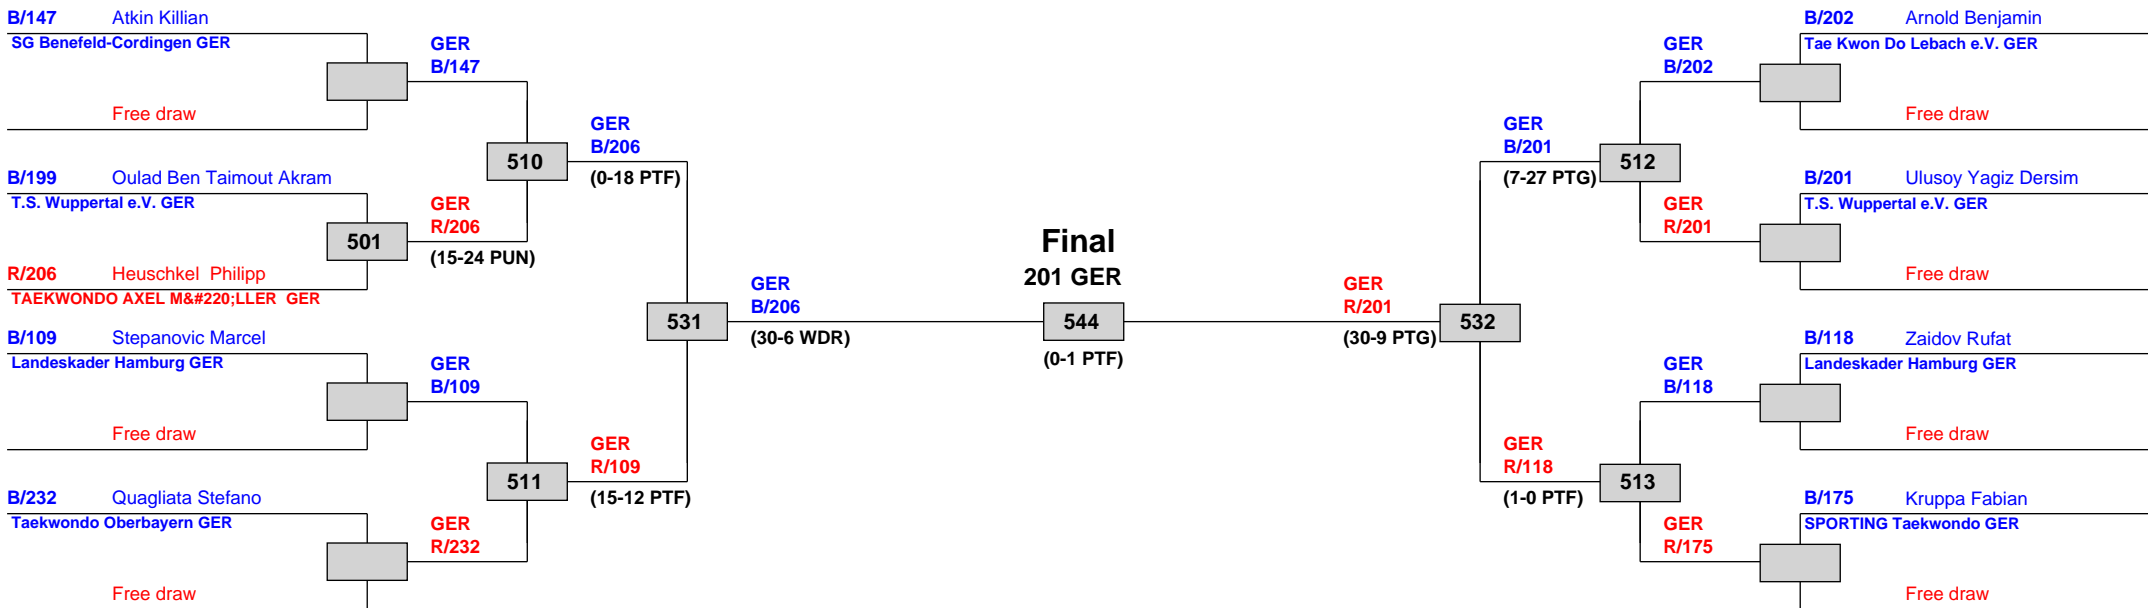 B/147 Atkin Killian
SG Benefeld-Cordingen GER
Free draw
B/199 Oulad Ben Taimout Akram
T.S. Wuppertal e.V. GER
501
R/206 Heuschkel  Philipp
TAEKWONDO AXEL M&#220;LLER  GER
B/109 Stepanovic Marcel
Landeskader Hamburg GER
Free draw
B/232 Quagliata Stefano
Taekwondo Oberbayern GER
Free draw
GER
B/147
510
GER
R/206
(15-24 PUN)
GER
B/109
511
GER
R/232
GER
B/206
(0-18 PTF)
531
GER
R/109
(15-12 PTF)
GER
B/206
(30-6 WDR)
Final
201 GER
544
(0-1 PTF)
GER
R/201
(30-9 PTG)
532
GER
B/201
(7-27 PTG)
512
GER
R/118
(1-0 PTF)
513
GER
B/202
GER
R/201
GER
B/118
GER
R/175
B/202 Arnold Benjamin
Tae Kwon Do Lebach e.V. GER
Free draw
B/201 Ulusoy Yagiz Dersim
T.S. Wuppertal e.V. GER
Free draw
B/118 Zaidov Rufat
Landeskader Hamburg GER
Free draw
B/175 Kruppa Fabian
SPORTING Taekwondo GER
Free draw